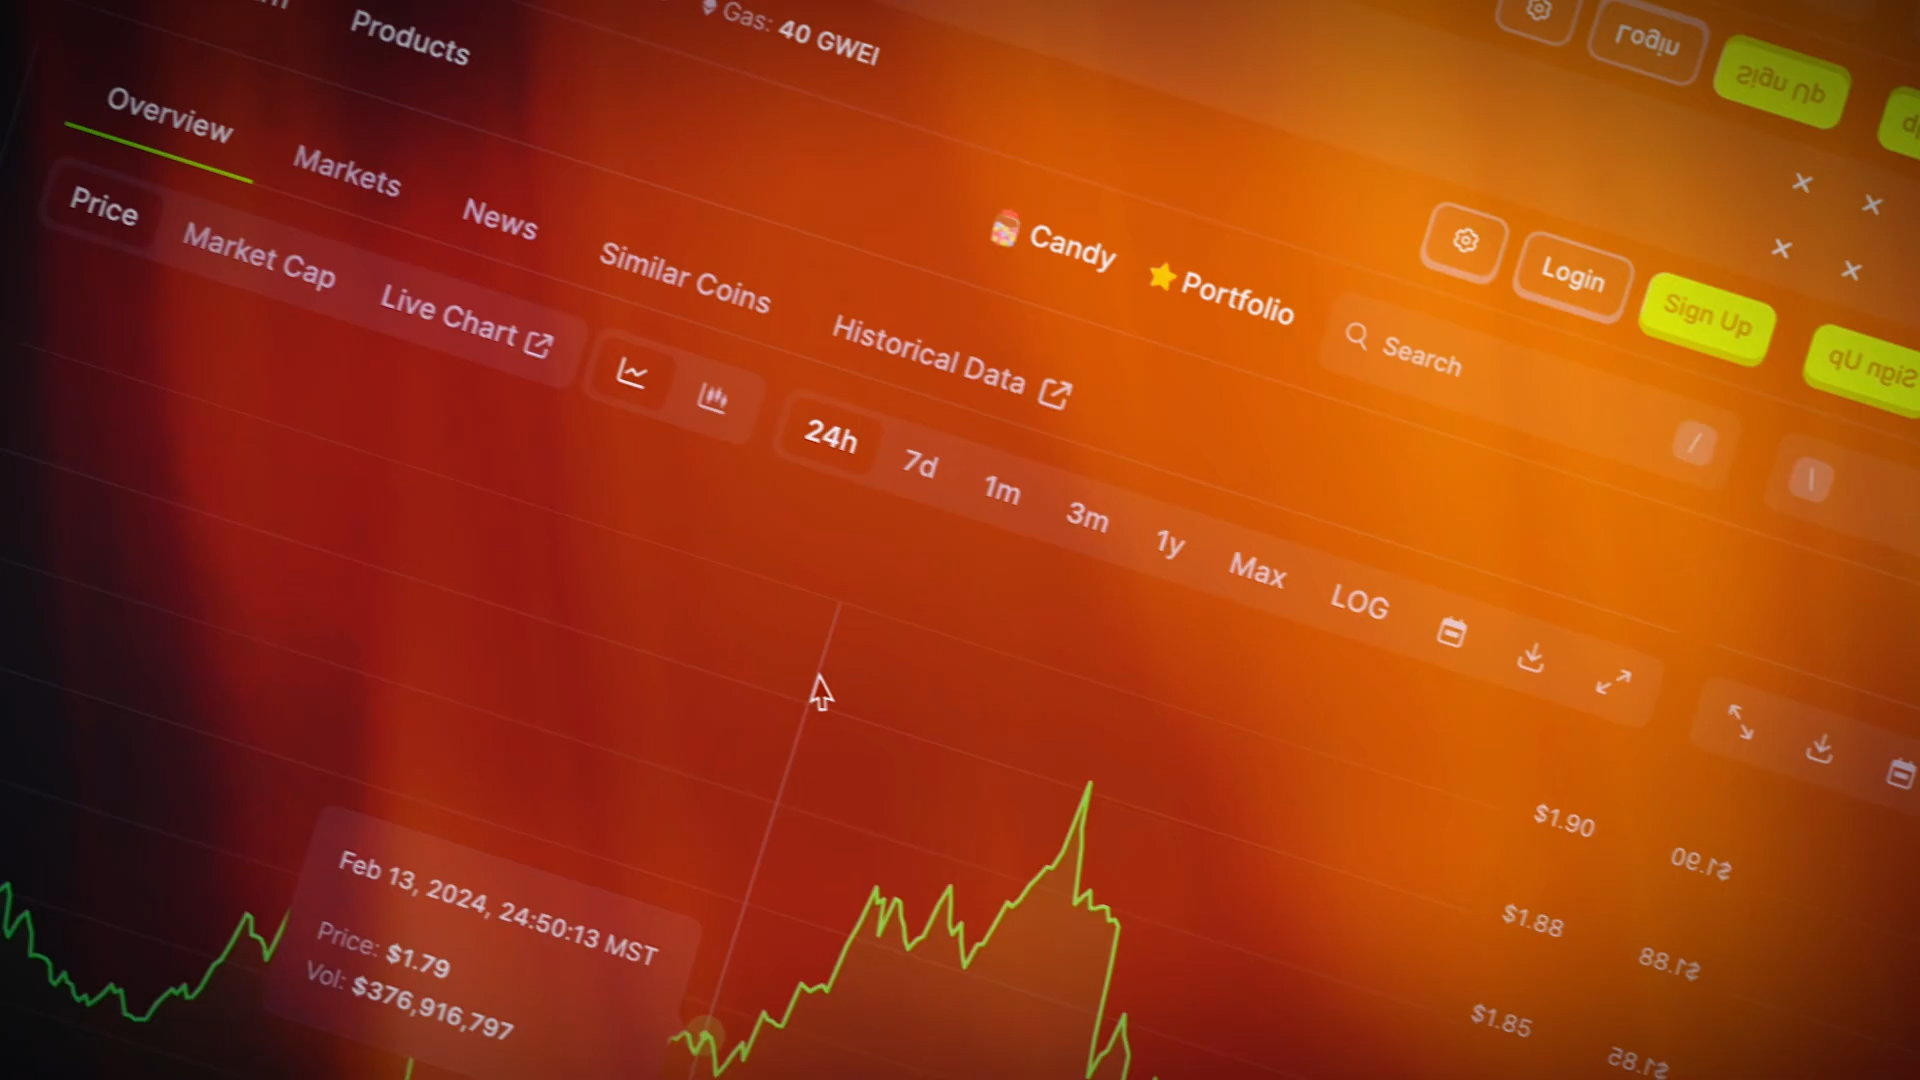 Products
Gas: 40 GWEI
Login
Sign Up
Overview
Markets
News
Similar Coins
Historical Data
Candy
Portfolio
Search
/
Login
Sign Up
Sign Up
Price
Market Cap
Live Chart
24h
7d
1m
3m
1y
Max
LOG
$1.90
$1.90
$1.88
$1.88
$1.85
$1.85
Feb 13, 2024, 24:50:13 MST
Price: $1.79
Vol: $376,916,797